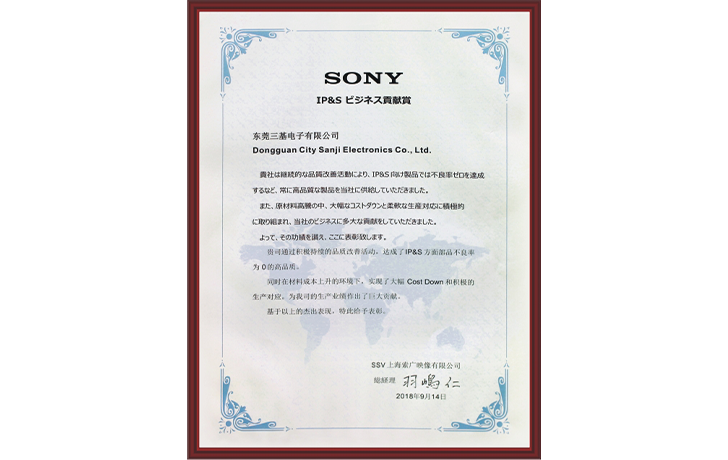 SONY
IP&S ビジネス貢献賞
东莞三基电子有限公司
Dongguan City Sanji Electronics Co., Ltd.
貴社は継続的な品質改善活動により、IP&S 向け製品では不良率ゼロを達成
するなど、常に高品質な製品を当社に供給していただきました。
また、原材料高騰の中、大幅なコストダウンと柔軟な生産対応に積極的
に取り組まれ、当社のビジネスに多大な貢献をしていただきました。
よって、その功績を讃え、ここに表彰致します。
贵司通过积极持续的品质改善活动，达成了IP&S 方面部品不良率
为 0 的高品质。
同时在材料成本上升的环境下，实现了大幅 Cost Down 和积极的
生产对应。为我司的生产业绩作出了巨大贡献。
基于以上的杰出表现，特此给予表彰。
SSV 上海索广映像有限公司
総経理 羽嶋 仁
2018年9月14日